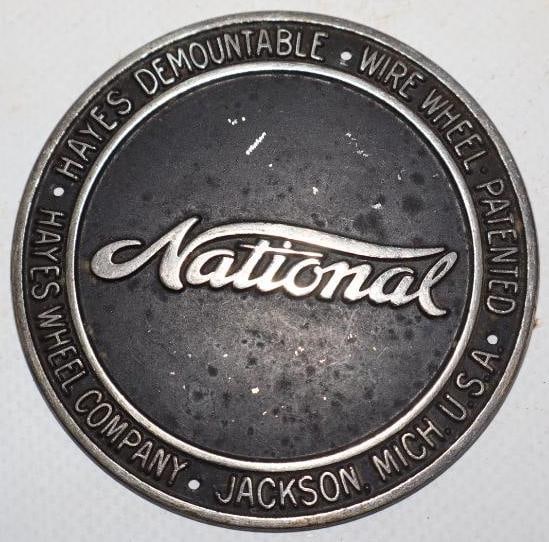 HAYES DEMOUNTABLE • WIRE WHEEL • PATENTED •
National
HAYES WHEEL COMPANY • JACKSON, MICH. U.S.A.